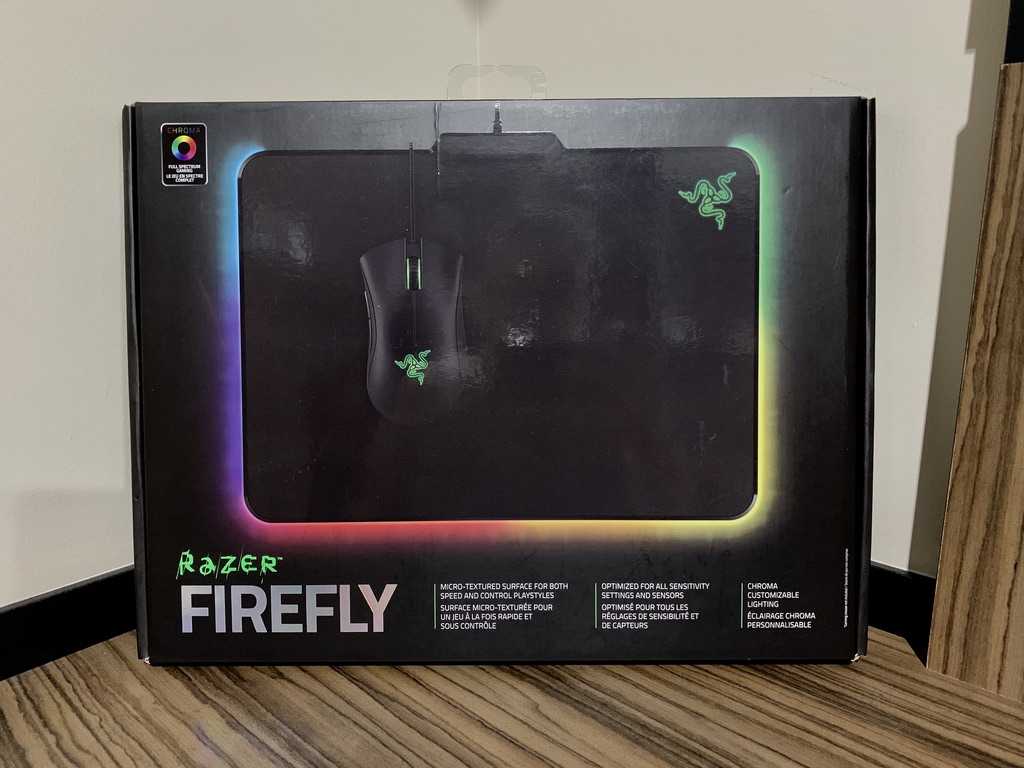 CHROMA
FULL SPECTRUM
GAMING
LE JEU EN SPECTRE
COMPLET
RAZER™
FIREFLY
MICRO-TEXTURED SURFACE FOR BOTH
SPEED AND CONTROL PLAYSTYLES
SURFACE MICRO-TEXTURÉE POUR
UN JEU À LA FOIS RAPIDE ET
SOUS CONTRÔLE
OPTIMIZED FOR ALL SENSITIVITY
SETTINGS AND SENSORS
OPTIMISÉ POUR TOUS LES
RÉGLAGES DE SENSIBILITÉ ET
DE CAPTEURS
CHROMA
CUSTOMIZABLE
LIGHTING
ÉCLAIRAGE CHROMA
PERSONNALISABLE